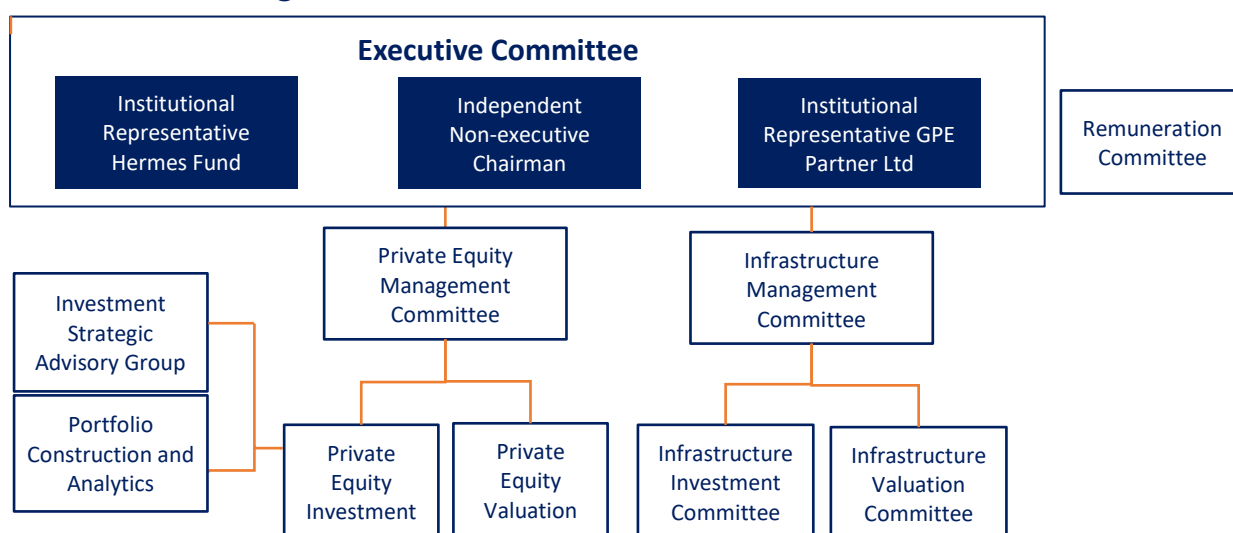 Executive Committee
Institutional
Representative
Hermes Fund
Independent
Non-executive
Chairman
Institutional
Representative GPE
Partner Ltd
Remuneration
Committee
Private Equity
Management
Committee
Infrastructure
Management
Committee
Investment
Strategic
Advisory Group
Portfolio
Construction and
Analytics
Private
Equity
Investment
Private
Equity
Valuation
Infrastructure
Investment
Committee
Infrastructure
Valuation
Committee